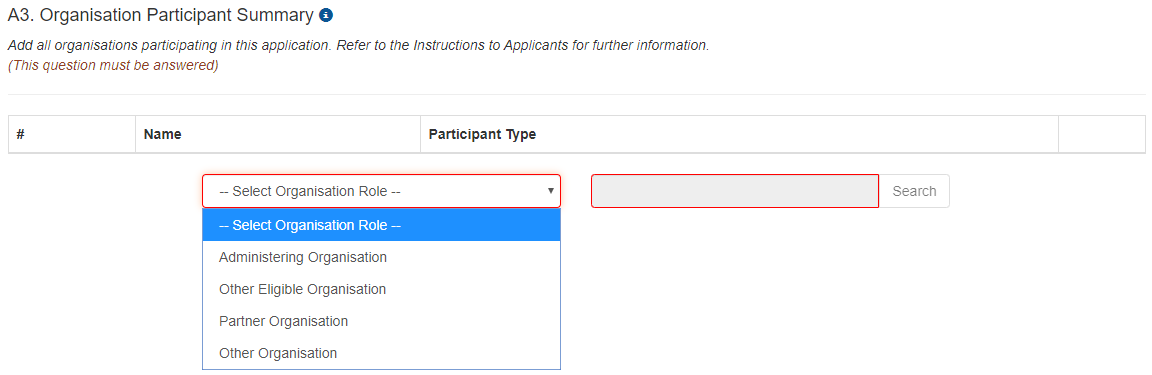 A3. Organisation Participant Summary
Add all organisations participating in this application. Refer to the Instructions to Applicants for further information.
(This question must be answered)
# Name Participant Type
-- Select Organisation Role -- Search
-- Select Organisation Role --
Administering Organisation
Other Eligible Organisation
Partner Organisation
Other Organisation